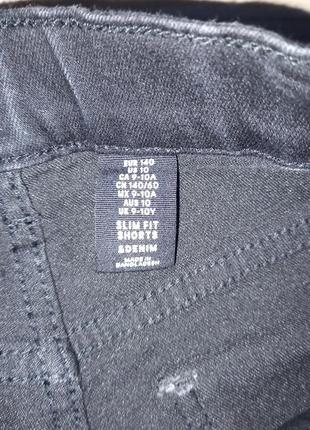 EUR 140
US 10
CA 9-10A
CN 140/60
MX 9-10A
AUS 10
UK 9-10Y
SLIM FIT
SHORTS
&DENIM
MADE IN
BANGLADESH